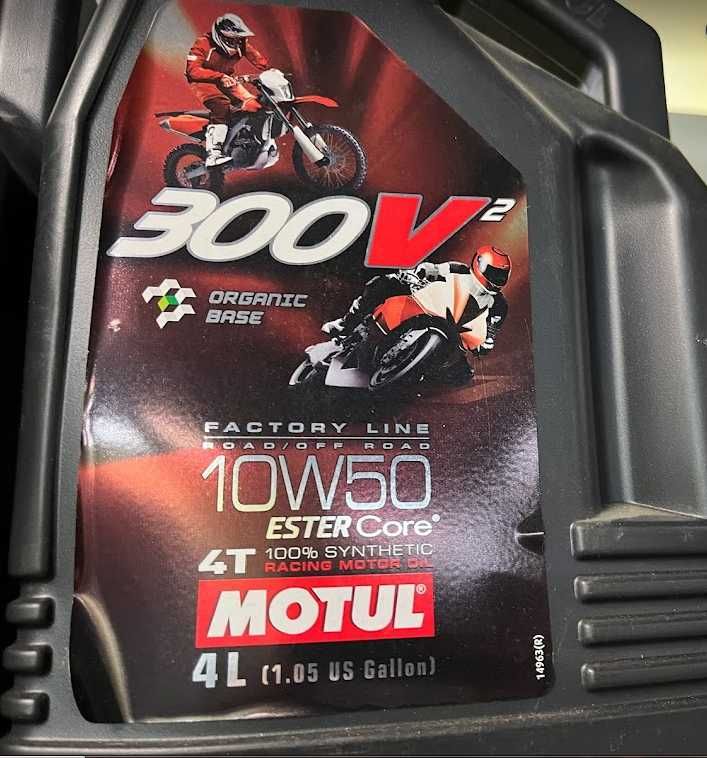 300V²
ORGANIC
BASE
FACTORY LINE
ROAD/OFF ROAD
10W50
ESTER Core®
4T 100% SYNTHETIC
RACING MOTOR OIL
MOTUL®
4 L (1.05 US Gallon)
14963(R)